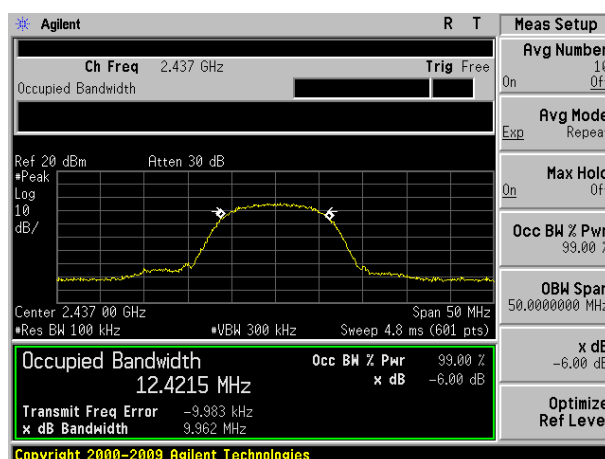 Agilent R T Meas Setup
Avg Number
10
On Off
Ch Freq 2.437 GHz Trig Free
Occupied Bandwidth
Avg Mode
Exp Repeat
Ref 20 dBm Atten 30 dB
#Peak
Log
10
dB/
Max Hold
On Off
Occ BW % Pwr
99.00 %
OBW Span
50.0000000 MHz
Center 2.437 00 GHz Span 50 MHz
#Res BW 100 kHz #VBW 300 kHz Sweep 4.8 ms (601 pts)
x dB
-6.00 dB
Occupied Bandwidth Occ BW % Pwr 99.00 %
12.4215 MHz x dB -6.00 dB
Transmit Freq Error -9.983 kHz
x dB Bandwidth 9.962 MHz
Optimize
Ref Level
Copyright 2000-2009 Agilent Technologies